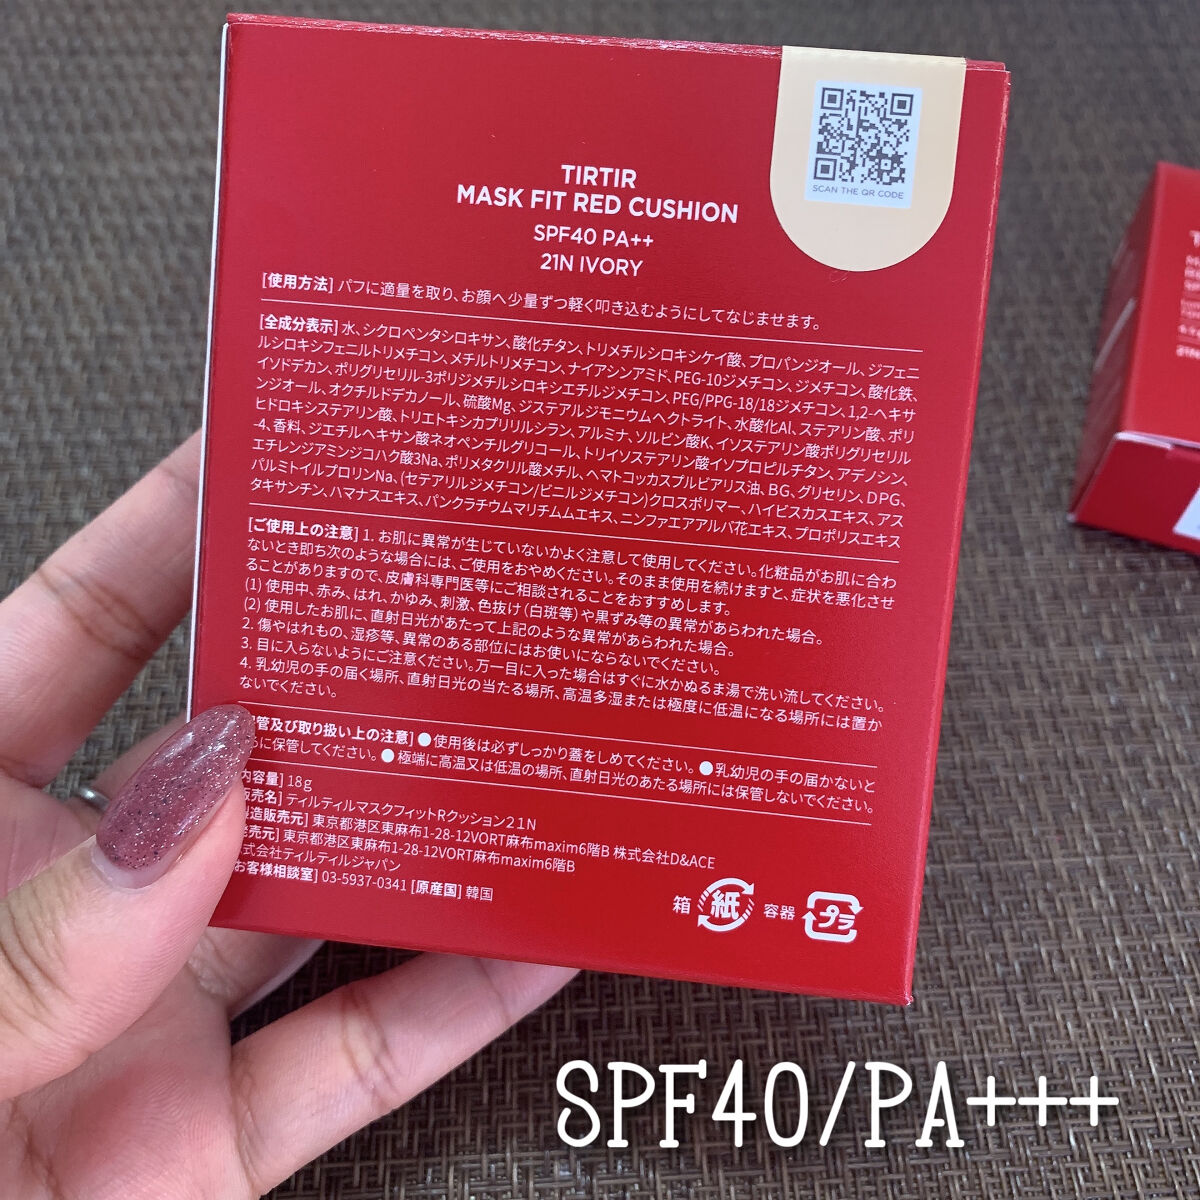 SCAN THE QR CODE
TIRTIR
MASK FIT RED CUSHION
SPF40 PA++
21N IVORY
[使用方法] パフに適量を取り、お顔へ少量ずつ軽く叩き込むようにしてなじませます。
[全成分表示] 水、シクロペンタシロキサン、酸化チタン、トリメチルシロキシケイ酸、プロパンジオール、ジフェニ
ルシロキシフェニルトリメチコン、メチルトリメチコン、ナイアシンアミド、PEG-10ジメチコン、ジメチコン、酸化鉄、
イソドデカン、ポリグリセリル-3ポリジメチルシロキシエチルジメチコン、PEG/PPG-18/18ジメチコン、1,2-ヘキサ
ンジオール、オクチルドデカノール、硫酸Mg、ジステアルジモニウムヘクトライト、水酸化Al、ステアリン酸、ポリ
ヒドロキシステアリン酸、トリエトキシカプリリルシラン、アルミナ、ソルビン酸K、イソステアリン酸ポリグリセリル
-4、香料、ジエチルヘキサン酸ネオペンチルグリコール、トリイソステアリン酸イソプロピルチタン、アデノシン、
エチレンジアミンジコハク酸3Na、ポリメタクリル酸メチル、ヘマトコッカスプルビアリス油、BG、グリセリン、DPG、
パルミトイルプロリンNa、(セテアリルジメチコン/ビニルジメチコン)クロスポリマー、ハイビスカスエキス、アス
タキサンチン、ハマナスエキス、パンクラチウムマリチムムエキス、ニンファエアアルバ花エキス、プロポリスエキス
[ご使用上の注意] 1. お肌に異常が生じていないかよく注意して使用してください。化粧品がお肌に合わ
ないとき即ち次のような場合には、ご使用をおやめください。そのまま使用を続けますと、症状を悪化させ
ることがありますので、皮膚科専門医等にご相談されることをおすすめします。
(1) 使用中、赤み、はれ、かゆみ、刺激、色抜け(白斑等)や黒ずみ等の異常があらわれた場合。
(2) 使用したお肌に、直射日光があたって上記のような異常があらわれた場合。
2. 傷やはれもの、湿疹等、異常のある部位にはお使いにならないでください。
3. 目に入らないようにご注意ください。万一目に入った場合はすぐに水かぬるま湯で洗い流してください。
4. 乳幼児の手の届く場所、直射日光の当たる場所、高温多湿または極度に低温になる場所には置か
ないでください。
管及び取り扱い上の注意] ●使用後は必ずしっかり蓋をしめてください。 ●乳幼児の手の届かないと
ろに保管してください。 ● 極端に高温又は低温の場所、直射日光のあたる場所には保管しないでください。
内容量] 18g
販売名] ティルティルマスクフィットRクッション21N
製造販売元] 東京都港区東麻布1-28-12VORT麻布maxim6階B 株式会社D&ACE
発売元] 東京都港区東麻布1-28-12VORT麻布maxim6階B
式会社ティルティルジャパン
お客様相談室] 03-5937-0341 [原産国] 韓国
箱 紙 容器 プラ
SPF40/PA+++